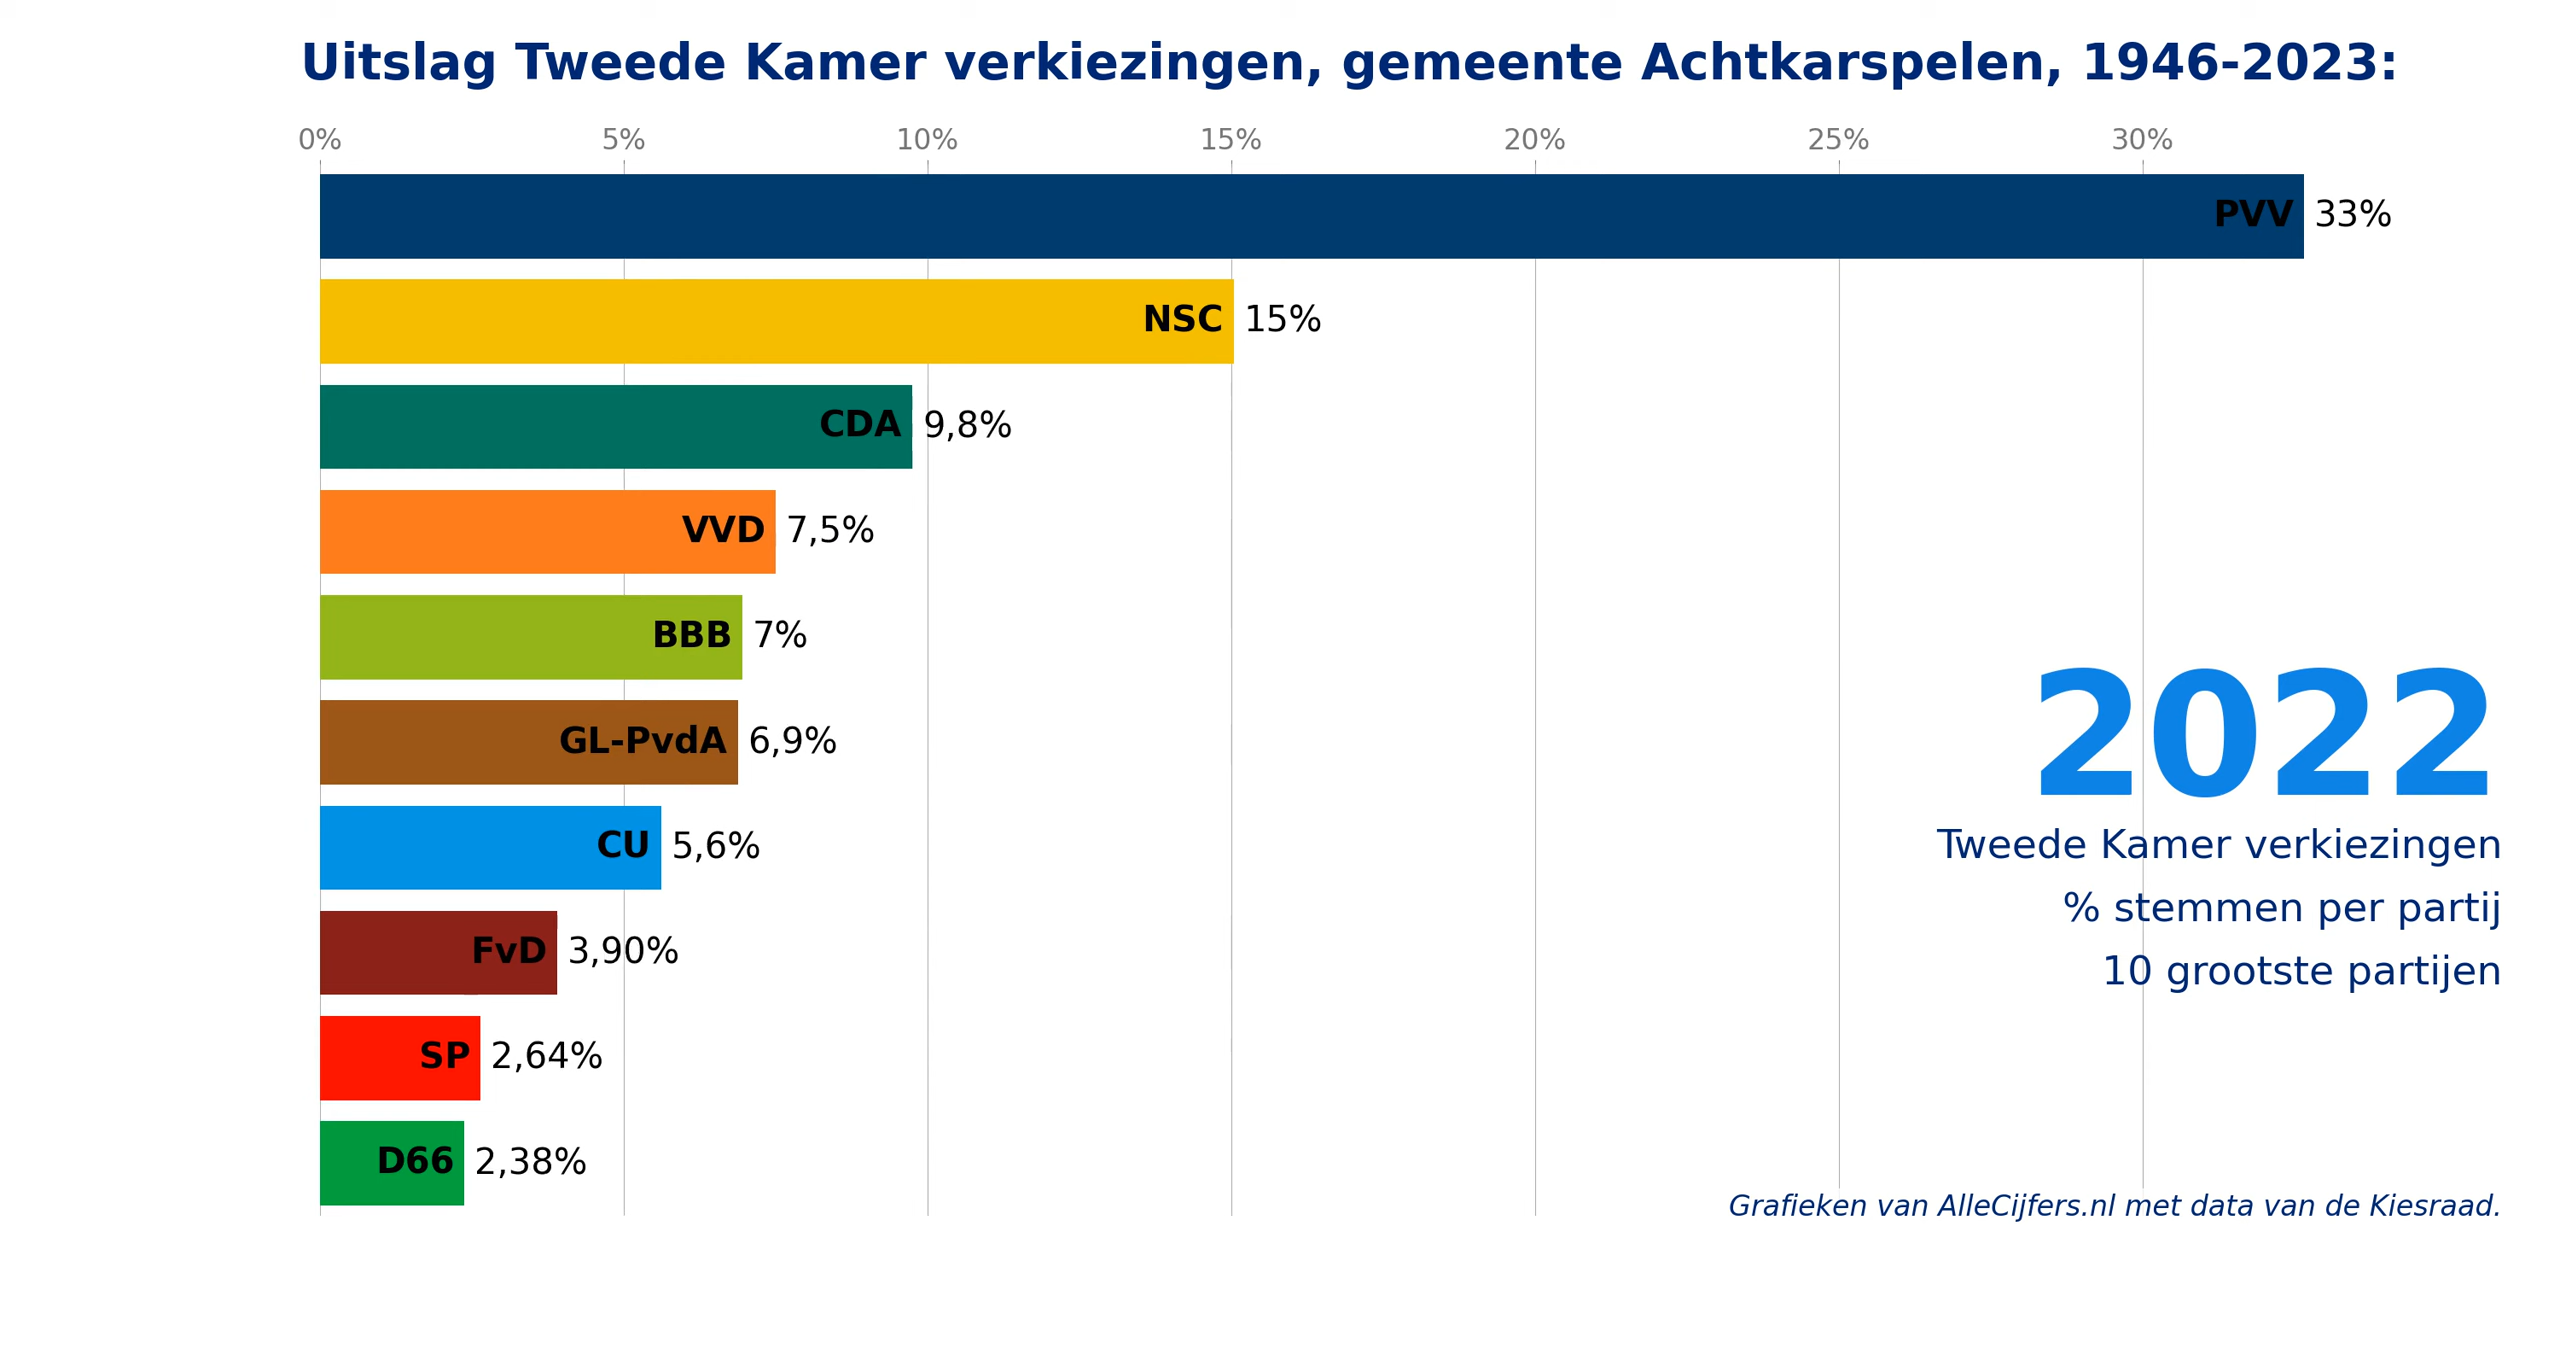 Uitslag Tweede Kamer verkiezingen, gemeente Achtkarspelen, 1946-2023:
0% 5% 10% 15% 20% 25% 30%
PVV 33%
NSC 15%
CDA 9,8%
VVD 7,5%
BBB 7%
GL-PvdA 6,9%
CU 5,6%
FvD 3,90%
SP 2,64%
D66 2,38%
2022
Tweede Kamer verkiezingen
% stemmen per partij
10 grootste partijen
Grafieken van AlleCijfers.nl met data van de Kiesraad.